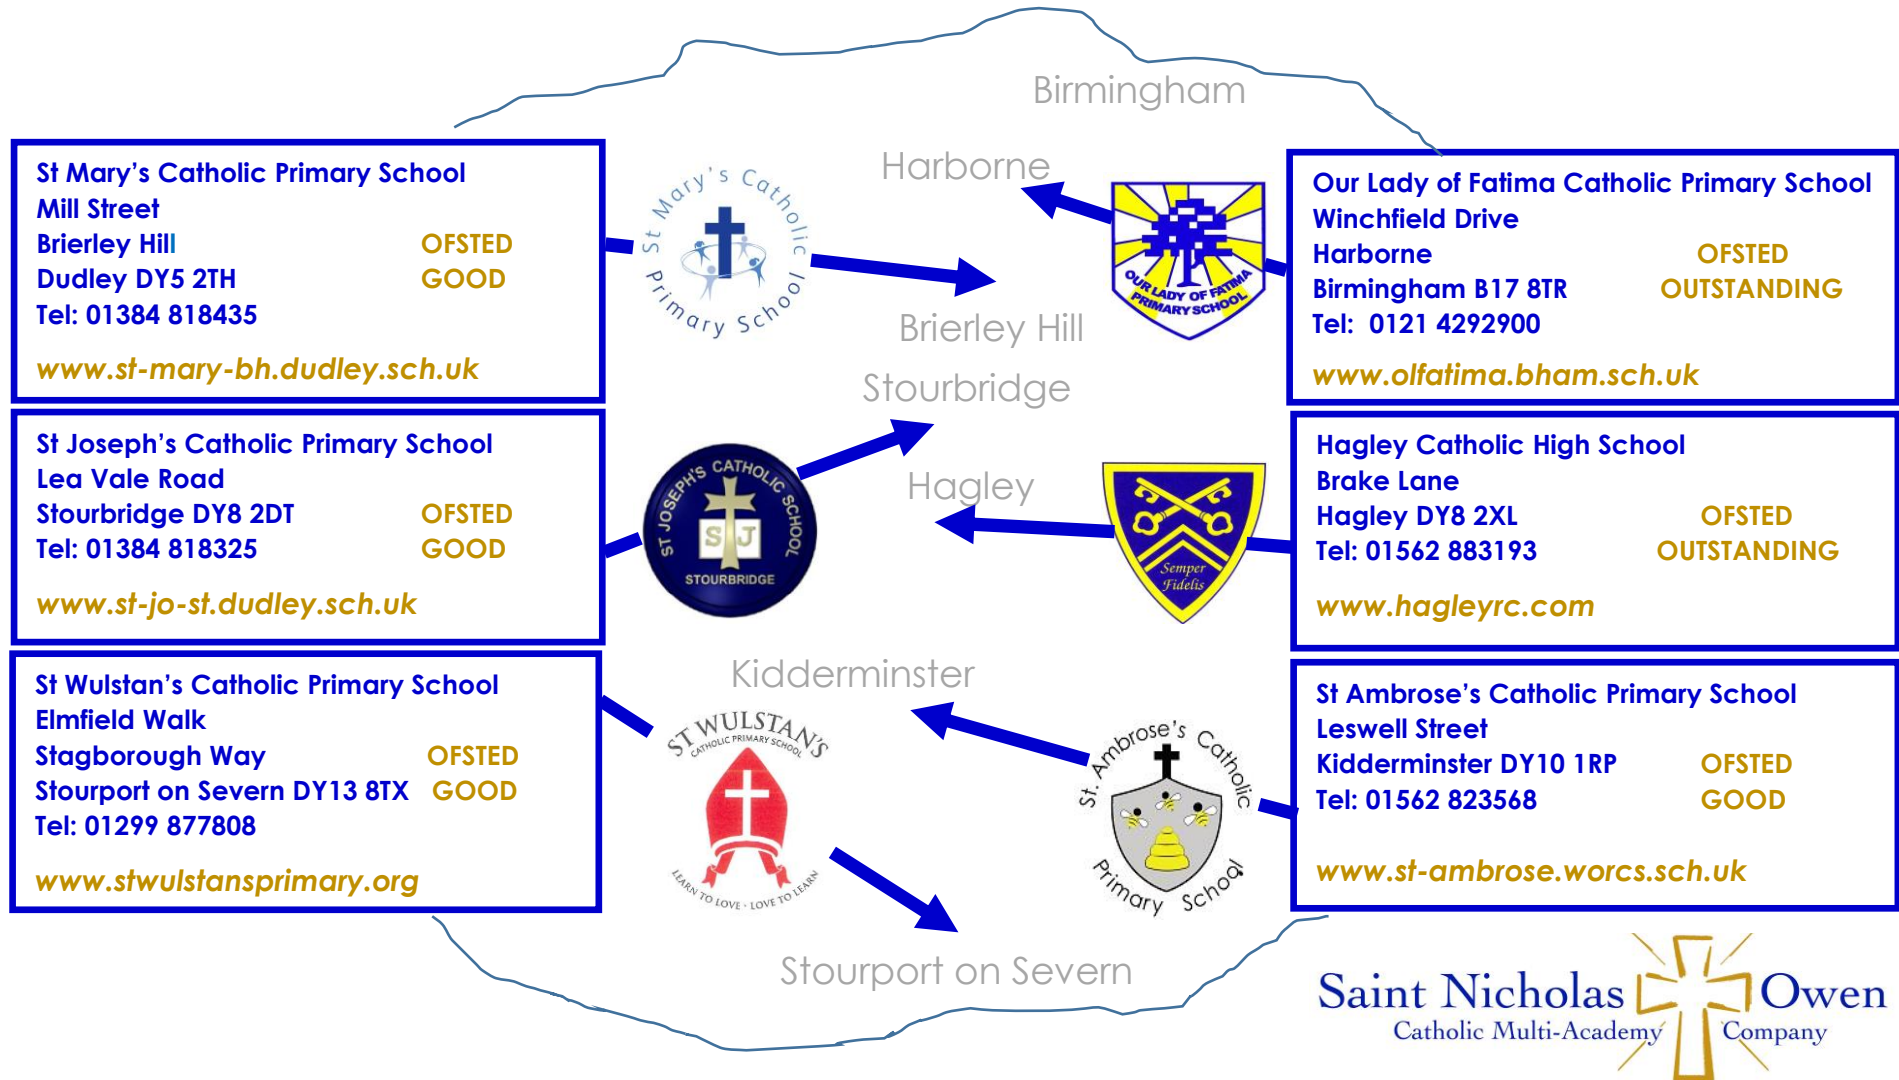 Birmingham
Harborne
Brierley Hill
Stourbridge
Hagley
Kidderminster
Stourport on Severn
St Mary's Catholic Primary School
Mill Street
Brierley Hill OFSTED
Dudley DY5 2TH GOOD
Tel: 01384 818435
www.st-mary-bh.dudley.sch.uk
St Mary's Catholic
Primary School
Our Lady of Fatima Catholic Primary School
Winchfield Drive
Harborne OFSTED
Birmingham B17 8TR OUTSTANDING
Tel: 0121 4292900
www.olfatima.bham.sch.uk
OUR LADY OF FATIMA
PRIMARY SCHOOL
St Joseph's Catholic Primary School
Lea Vale Road
Stourbridge DY8 2DT OFSTED
Tel: 01384 818325 GOOD
www.st-jo-st.dudley.sch.uk
ST JOSEPH'S CATHOLIC SCHOOL
S J
STOURBRIDGE
Hagley Catholic High School
Brake Lane
Hagley DY8 2XL OFSTED
Tel: 01562 883193 OUTSTANDING
www.hagleyrc.com
Semper
Fidelis
St Wulstan's Catholic Primary School
Elmfield Walk
Stagborough Way OFSTED
Stourport on Severn DY13 8TX GOOD
Tel: 01299 877808
www.stwulstansprimary.org
ST WULSTAN'S
CATHOLIC PRIMARY SCHOOL
LEARN TO LOVE - LOVE TO LEARN
St Ambrose's Catholic Primary School
Leswell Street
Kidderminster DY10 1RP OFSTED
Tel: 01562 823568 GOOD
www.st-ambrose.worcs.sch.uk
St. Ambrose's Catholic
Primary School
Saint Nicholas Owen
Catholic Multi-Academy Company